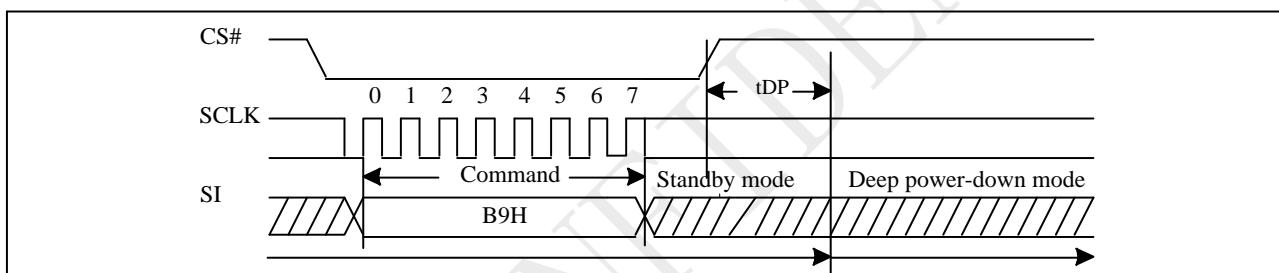 CS#
tDP
0 1 2 3 4 5 6 7
SCLK
Command
Standby mode
Deep power-down mode
SI
B9H